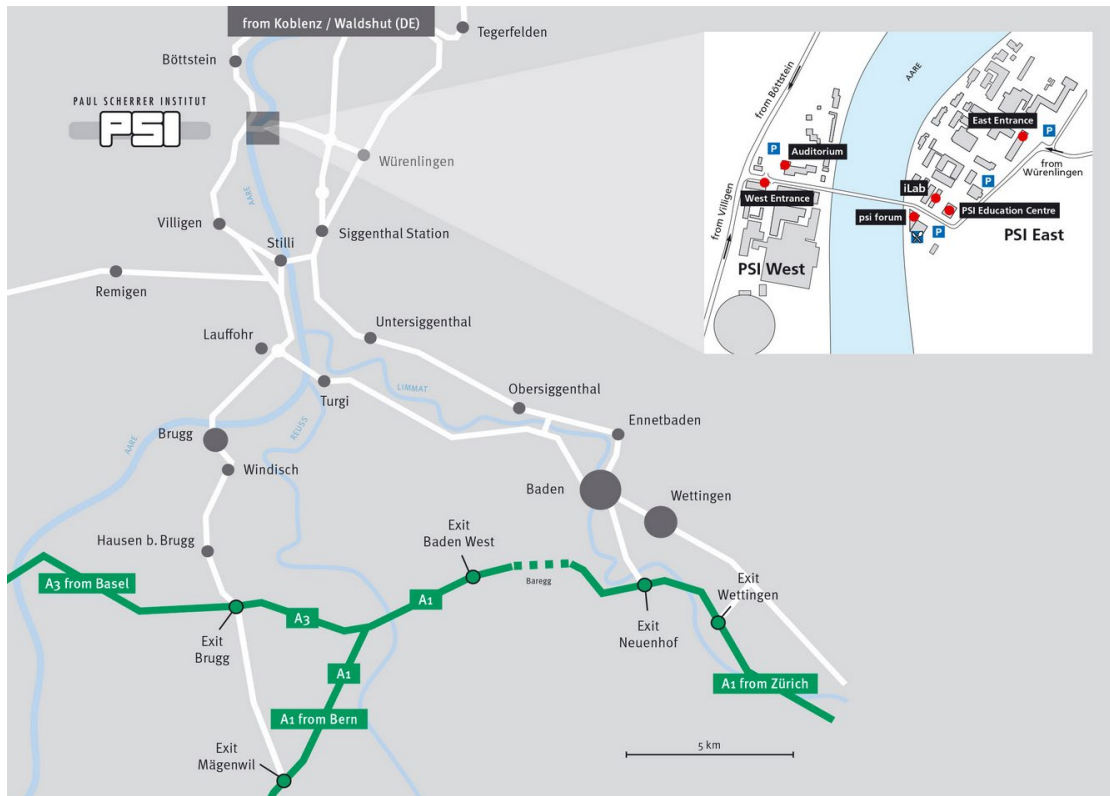 from Koblenz / Waldshut (DE)
Tegerfelden
Böttstein
PAUL SCHERRER INSTITUT
PSI
Würenlingen
AARE
Villigen
Stilli
Siggenthal Station
Remigen
Lauffohr
Untersiggenthal
LIMMAT
Turgi
Obersiggenthal
Ennetbaden
AARE
REUSS
Brugg
Windisch
Baden
Wettingen
Hausen b. Brugg
Exit
Baden West
A3 from Basel
Baregg
A1
A3
Exit
Wettingen
Exit
Brugg
Exit
Neuenhof
A1
A1 from Zürich
A1 from Bern
Exit
Mägenwil
5 km
from Böttstein
AARE
East Entrance
P
P
Auditorium
from
Würenlingen
P
iLab
West Entrance
psi forum
PSI Education Centre
P
from Villigen
PSI East
PSI West